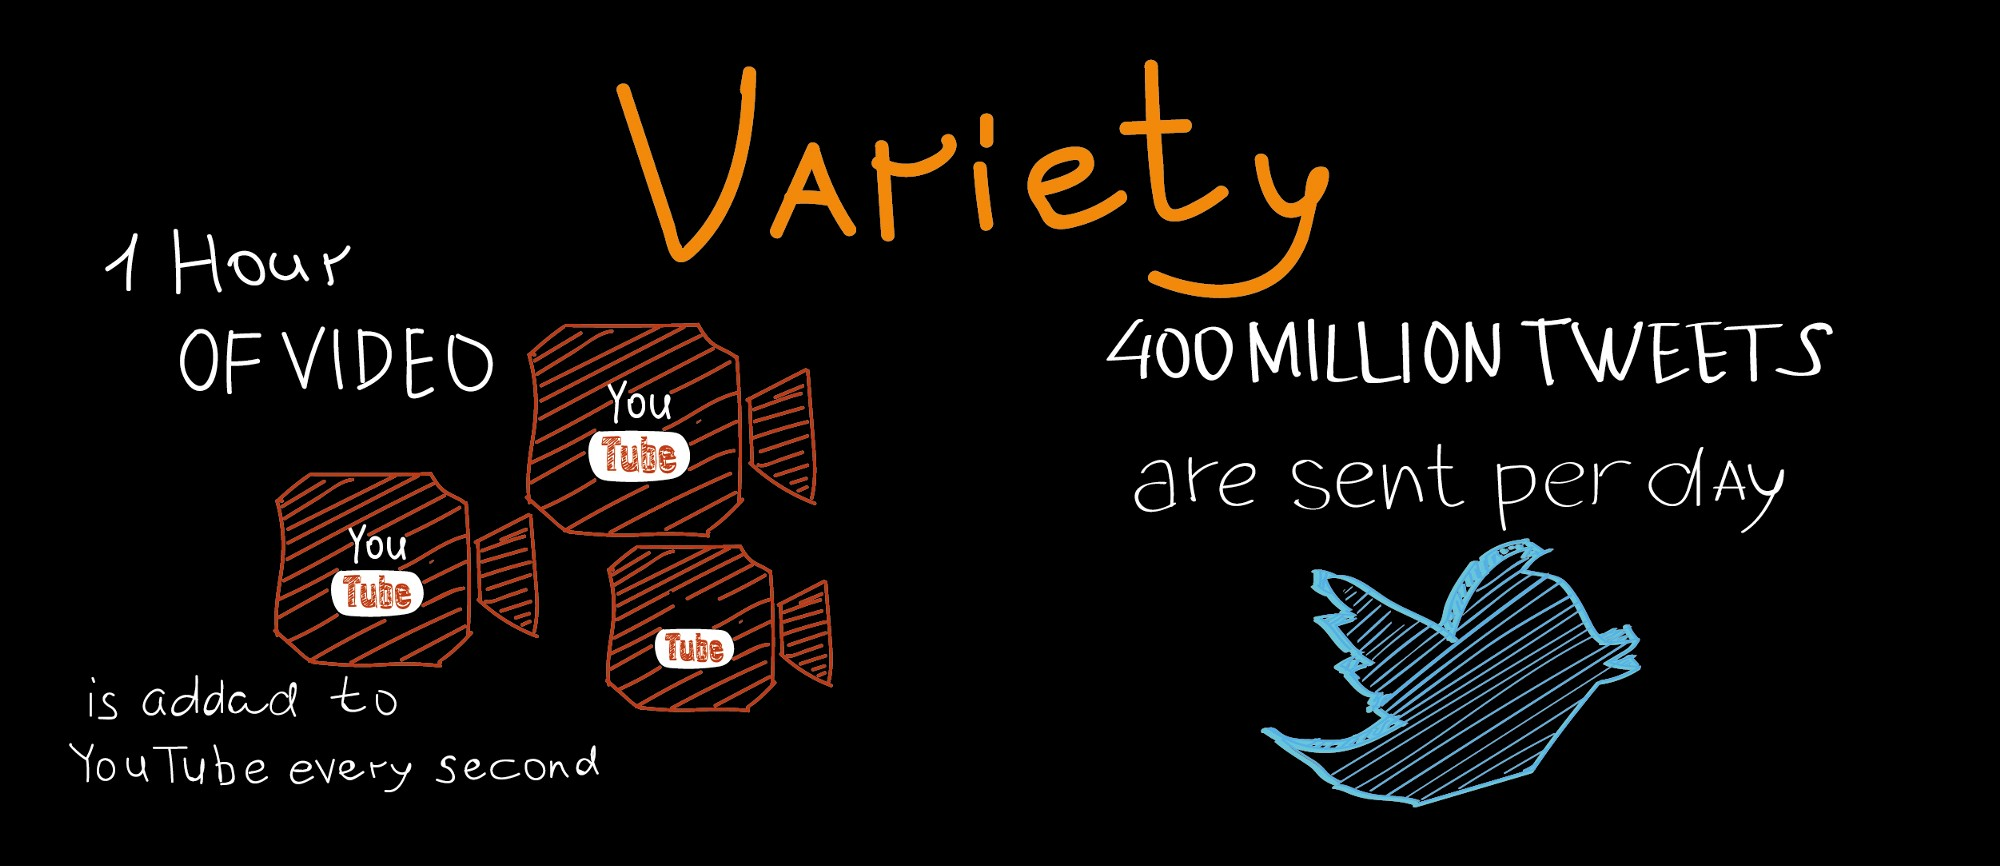 Variety
1 Hour
OF VIDEO
You
Tube
You
Tube
Tube
is addad to
YouTube every second
400 MILLION TWEETS
are sent per day